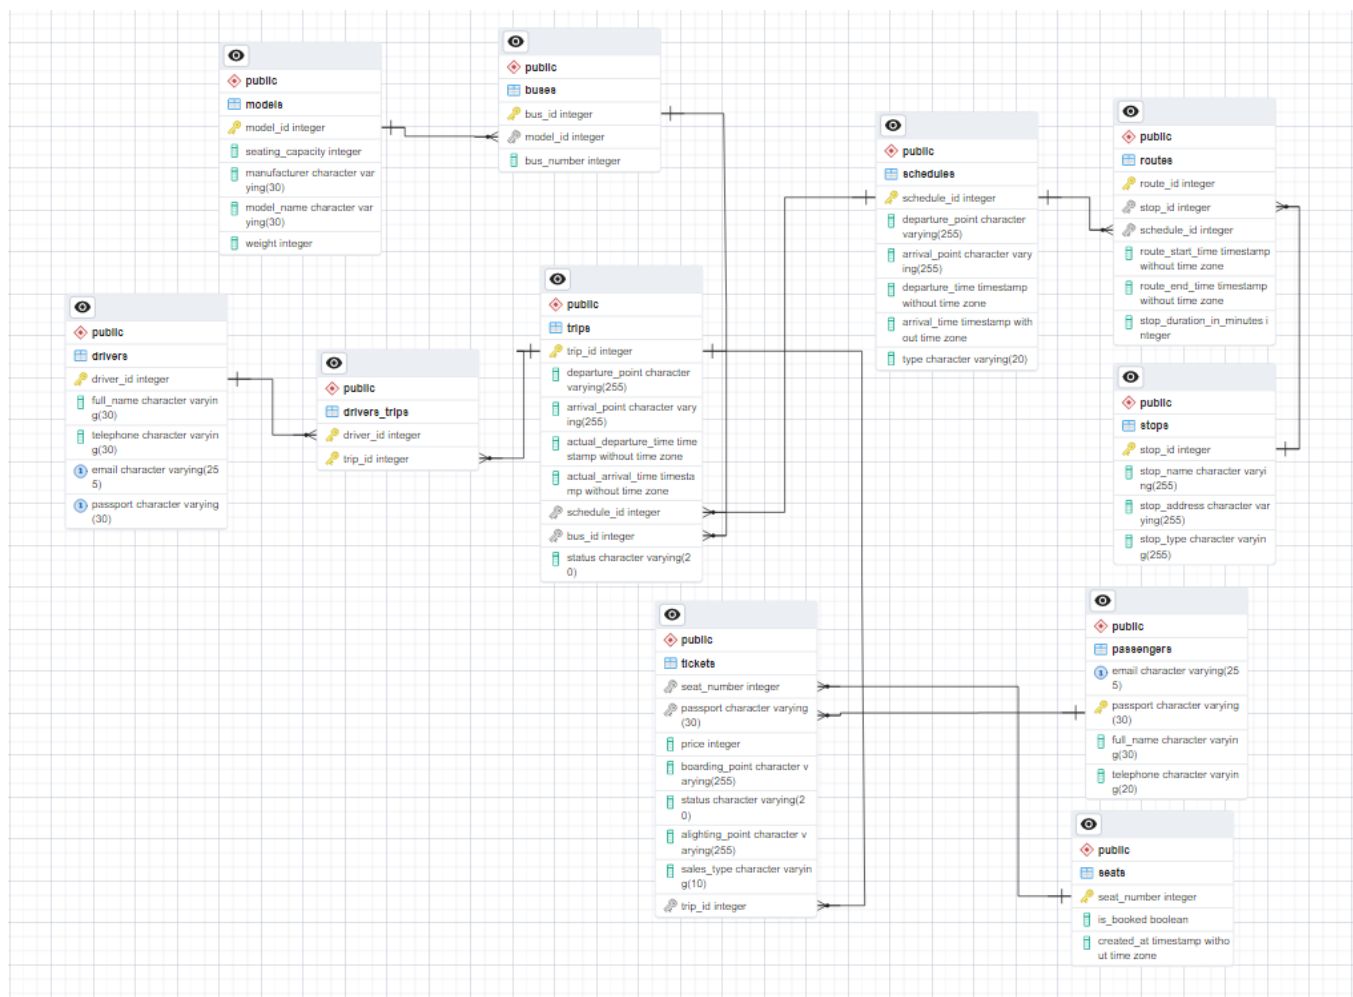 public
models
model_id integer
seating_capacity integer
manufacturer character var
ying(30)
model_name character var
ying(30)
weight integer
public
buses
bus_id integer
model_id integer
bus_number integer
public
schedules
schedule_id integer
departure_point character
varying(255)
arrival_point character vary
ing(255)
departure_time timestamp
without time zone
arrival_time timestamp with
out time zone
type character varying(20)
public
routes
route_id integer
stop_id integer
schedule_id integer
route_start_time timestamp
without time zone
route_end_time timestamp
without time zone
stop_duration_in_minutes i
nteger
public
drivers
driver_id integer
full_name character varyin
g(30)
telephone character varyin
g(30)
email character varying(25
5)
passport character varying
(30)
public
drivers_trips
driver_id integer
trip_id integer
public
trips
trip_id integer
departure_point character
varying(255)
arrival_point character vary
ing(255)
actual_departure_time time
stamp without time zone
actual_arrival_time timesta
mp without time zone
schedule_id integer
bus_id integer
status character varying(2
0)
public
stops
stop_id integer
stop_name character varyi
ng(255)
stop_address character var
ying(255)
stop_type character varyin
g(255)
public
tickets
seat_number integer
passport character varying
(30)
price integer
boarding_point character v
arying(255)
status character varying(2
0)
alighting_point character v
arying(255)
sales_type character varyin
g(10)
trip_id integer
public
passengers
email character varying(25
5)
passport character varying
(30)
full_name character varyin
g(30)
telephone character varyin
g(20)
public
seats
seat_number integer
is_booked boolean
created_at timestamp witho
ut time zone